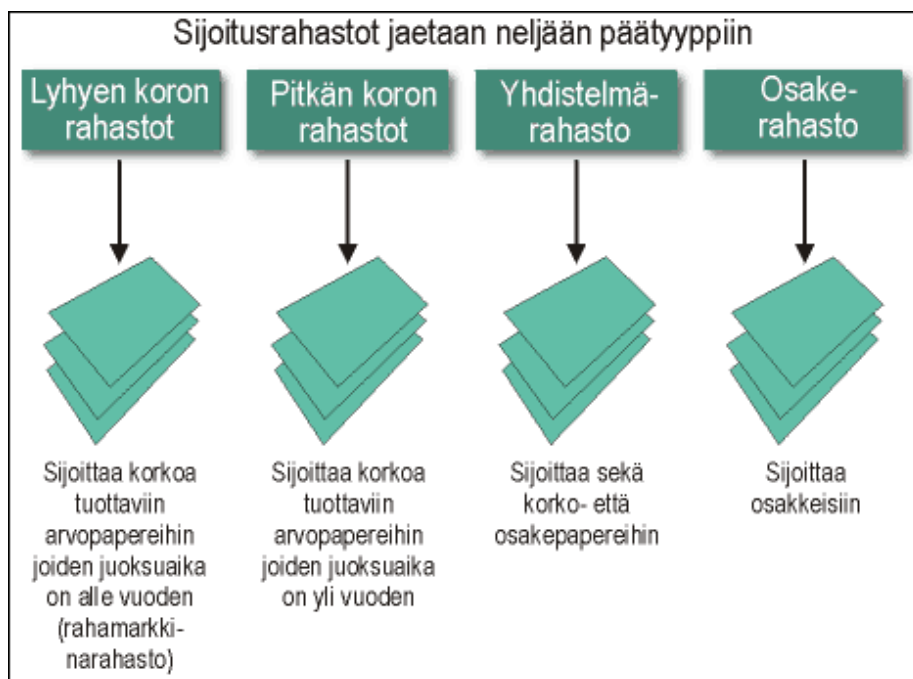 Sijoitusrahastot jaetaan neljään päätyyppiin
Lyhyen koron
rahastot
Pitkän koron
rahastot
Yhdistelmä-
rahasto
Osake-
rahasto
Sijoittaa korkoa
tuottaviin
arvopapereihin
joiden juoksuaika
on alle vuoden
(rahamarkki-
narahasto)
Sijoittaa korkoa
tuottaviin
arvopapereihin
joiden juoksuaika
on yli vuoden
Sijoittaa sekä
korko- että
osakepapereihin
Sijoittaa
osakkeisiin